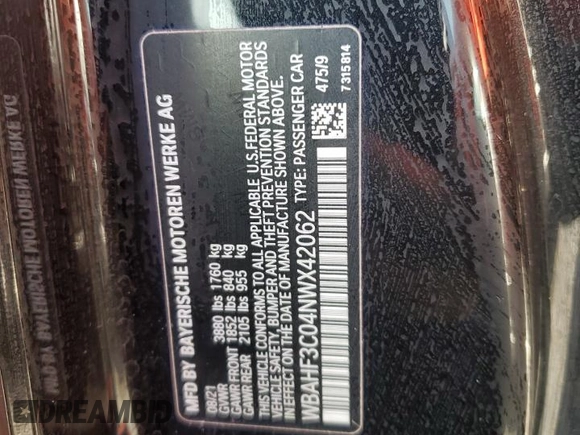 MFD BY BAYERISCHE MOTOREN WERKE AG
08/21
GVWR 3880 lbs 1760 kg
GAWR FRONT 1852 lbs 840 kg
GAWR REAR 2105 lbs 955 kg
THIS VEHICLE CONFORMS TO ALL APPLICABLE U.S. FEDERAL MOTOR
VEHICLE SAFETY, BUMPER AND THEFT PREVENTION STANDARDS
IN EFFECT ON THE DATE OF MANUFACTURE SHOWN ABOVE.
WBAHF3C04NWX42062 TYPE: PASSENGER CAR
475/9
7315814
DREAMBID